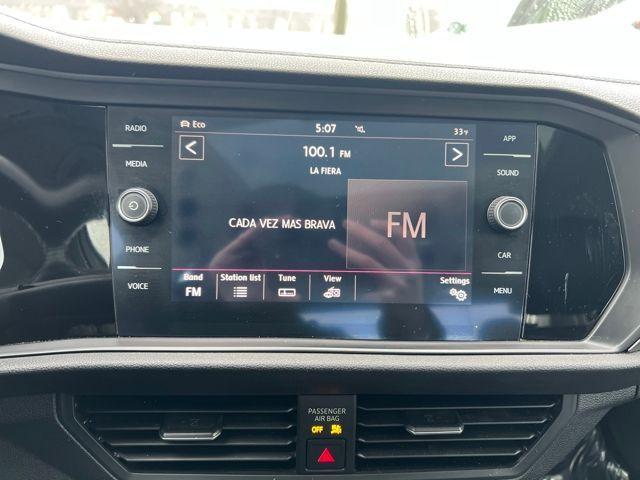 Eco 5:07 33°F
RADIO
MEDIA
PHONE
VOICE
100.1 FM
LA FIERA
CADA VEZ MAS BRAVA
FM
Band Station list Tune View Settings
FM
APP
SOUND
CAR
MENU
PASSENGER
AIR BAG
OFF